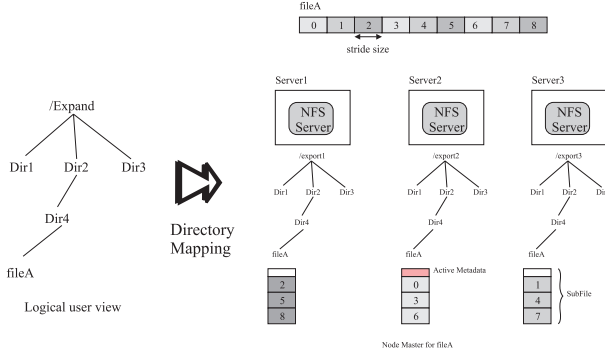 fileA
0 1 2 3 4 5 6 7 8
stride size
Server1 Server2 Server3
NFS Server NFS Server NFS Server
/Expand
/export1 /export2 /export3
Dir1 Dir2 Dir3
Dir1 Dir2 Dir3 Dir1 Dir2 Dir3 Dir1 Dir2
Dir4
Dir4 Dir4 Dir4
Directory
Mapping
fileA
fileA fileA fileA
Active Metadata
2 0 1
5 3 4
8 6 7
SubFile
Logical user view
Node Master for fileA